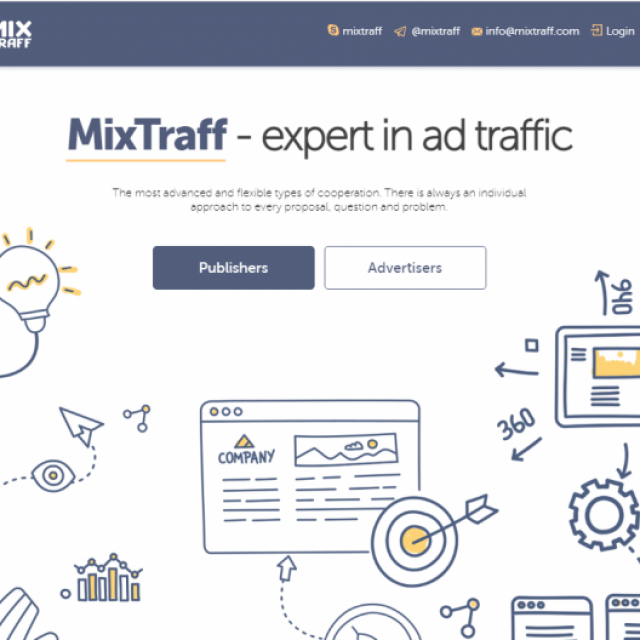 MIX
TRAFF
mixtraff @mixtraff info@mixtraff.com Login
MixTraff - expert in ad traffic
The most advanced and flexible types of cooperation. There is always an individual
approach to every proposal, question and problem.
Publishers Advertisers
940
COMPANY
360